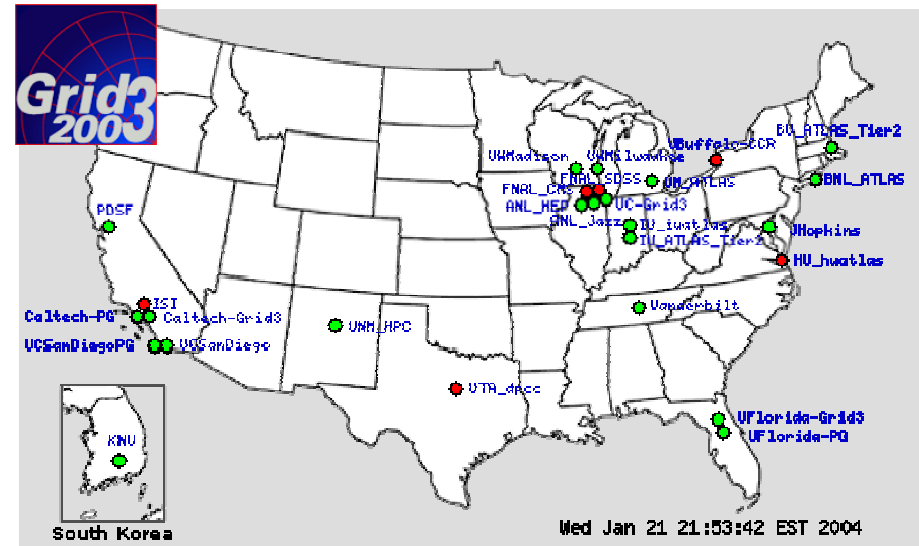 Grid3
2003
BU_ATLAS_Tier2
UBuffalo-CCR
UWMadison
UWMilwaukee
FNAL_SDSS
UM_ATLAS
BNL_ATLAS
FNAL_CMS
ANL_HEP
UC-Grid3
PDSF
ANL_Jazz
IU_iuatlas
JHopkins
IU_ATLAS_Tier2
HU_huatlas
ISI
Vanderbilt
Caltech-PG
Caltech-Grid3
UNM_HPC
UCSanDiegoPG
UCSanDiego
UTA_dpcc
UFlorida-Grid3
UFlorida-PG
KNU
South Korea
Wed Jan 21 21:53:42 EST 2004